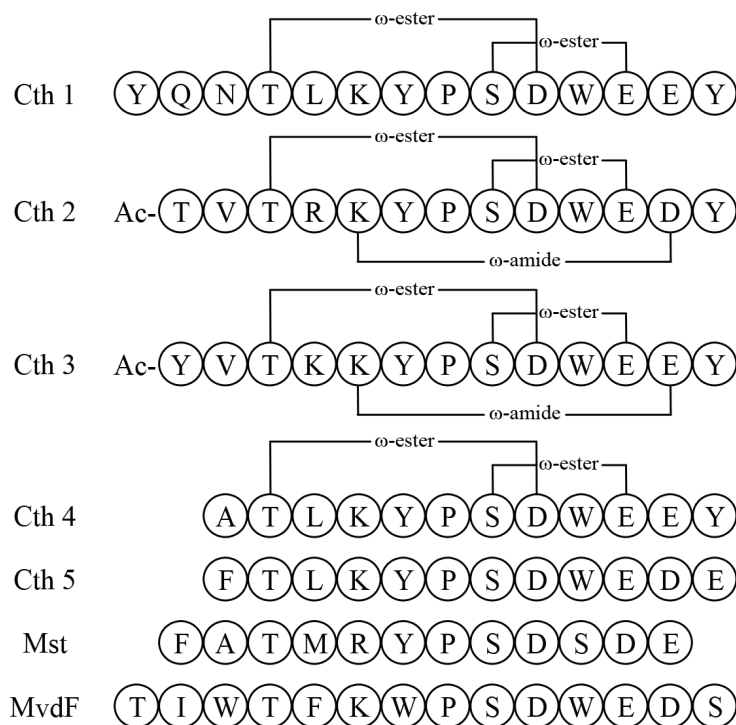 ω-ester
ω-ester
Cth 1 Y Q N T L K Y P S D W E E Y
ω-ester
ω-ester
Cth 2 Ac- T V T R K Y P S D W E D Y
ω-amide
ω-ester
ω-ester
Cth 3 Ac- Y V T K K Y P S D W E E Y
ω-amide
ω-ester
ω-ester
Cth 4 A T L K Y P S D W E E Y
Cth 5 F T L K Y P S D W E D E
Mst F A T M R Y P S D S D E
MvdF T I W T F K W P S D W E D S